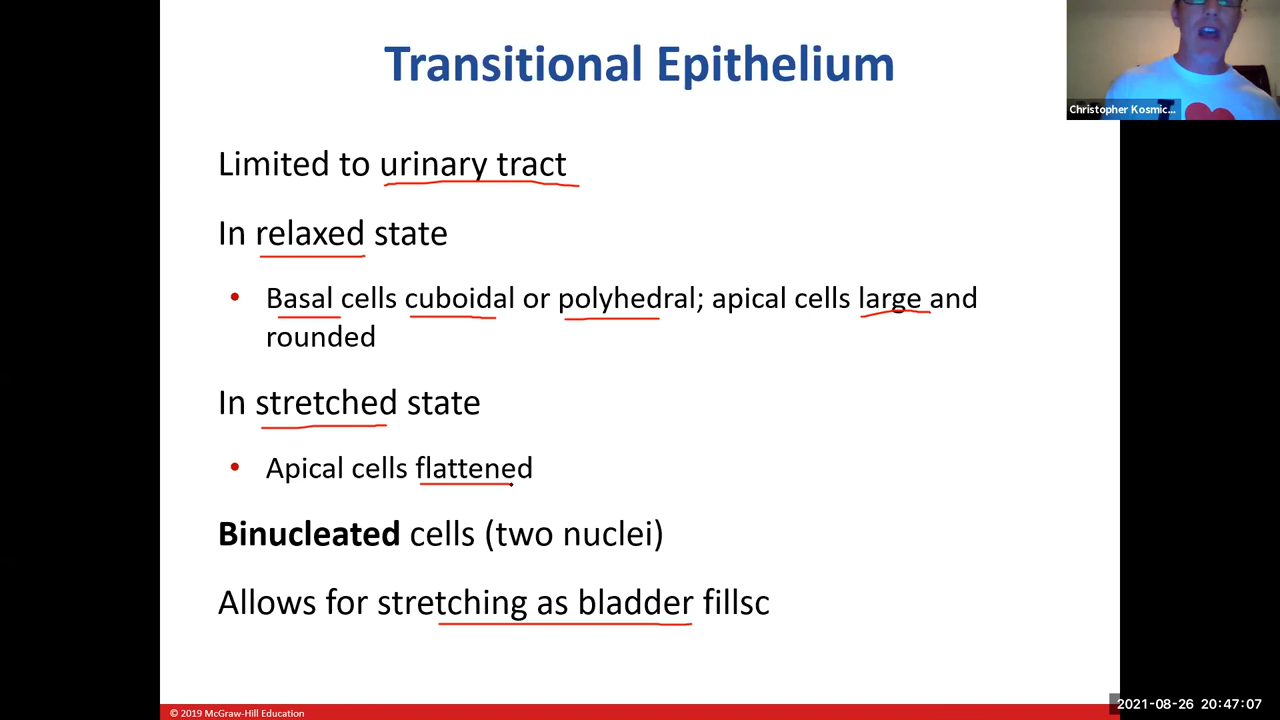 Transitional Epithelium
Christopher Kosmic...
Limited to urinary tract
In relaxed state
• Basal cells cuboidal or polyhedral; apical cells large and
rounded
In stretched state
• Apical cells flattened
Binucleated cells (two nuclei)
Allows for stretching as bladder fillsc
© 2019 McGraw-Hill Education
2021-08-26 20:47:07